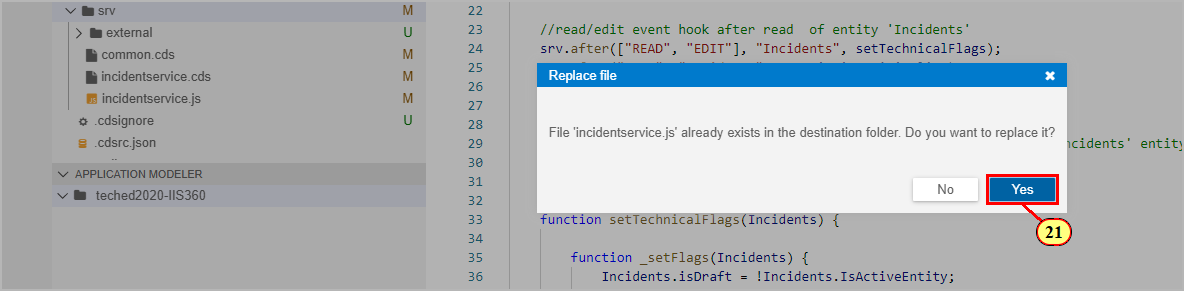 srv M
external U
common.cds M
incidentservice.cds M
incidentservice.js M
.cdsignore U
.cdsrc.json
APPLICATION MODELER
teched2020-IIS360
22
23 //read/edit event hook after read of entity 'Incidents'
24 srv.after(["READ", "EDIT"], "Incidents", setTechnicalFlags);
25
26
27
28
29 ncidents' entity
30
31
32
33 function setTechnicalFlags(Incidents) {
34
35 function _setFlags(Incidents) {
36 Incidents.isDraft = !Incidents.IsActiveEntity;
Replace file
File 'incidentservice.js' already exists in the destination folder. Do you want to replace it?
No
Yes
21